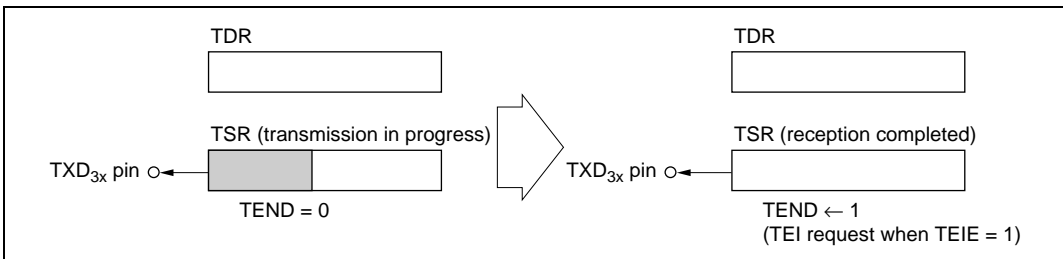 TDR
TSR (transmission in progress)
TXD3x pin
TEND = 0
TDR
TSR (reception completed)
TXD3x pin
TEND ← 1
(TEI request when TEIE = 1)